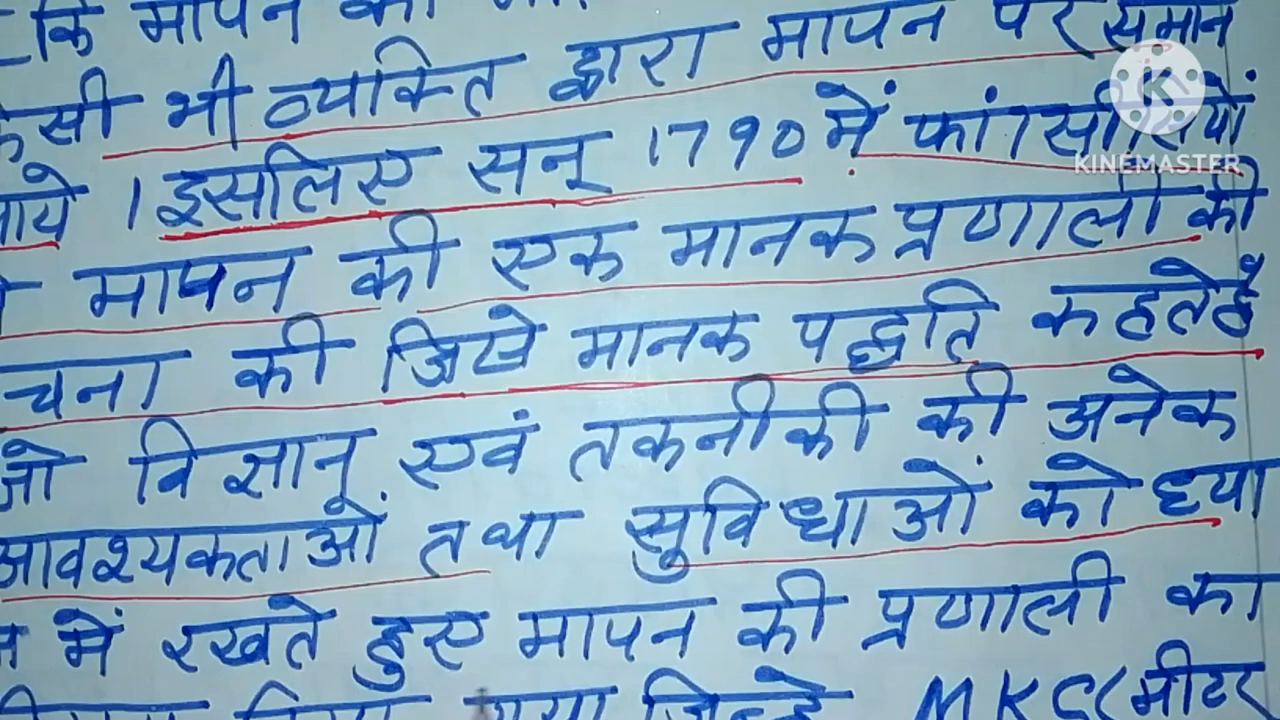 कि मापन की
किसी भी व्यक्ति द्वारा मापन पर समान
आये । इसलिए सन् 1790 में फांसीसियों
मापन की एक मानक प्रणाली की
रचना की जिसे मानक पद्धति कहते हैं
जो विज्ञान् एवं तकनीकी की अनेक
आवश्यकताओं तथा सुविधाओं को ध्या
न में रखते हुए मापन की प्रणाली का
गया जिन्हे MKS (मीटर
KINEMASTER